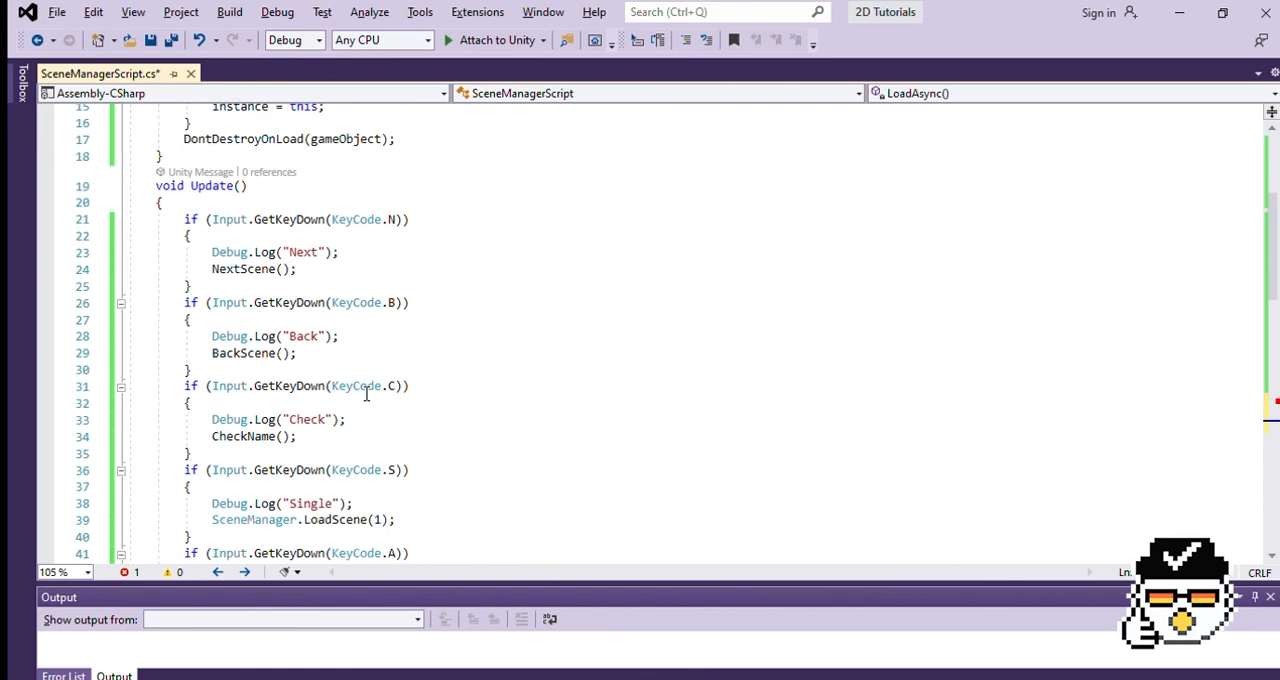 File Edit View Project Build Debug Test Analyze Tools Extensions Window Help Search (Ctrl+Q) 2D Tutorials Sign in
Debug Any CPU Attach to Unity
Toolbox
SceneManagerScript.cs*
Assembly-CSharp SceneManagerScript LoadAsync()
15 instance = this;
16 }
17 DontDestroyOnLoad(gameObject);
18 }
Unity Message | 0 references
19 void Update()
20 {
21 if (Input.GetKeyDown(KeyCode.N))
22 {
23 Debug.Log("Next");
24 NextScene();
25 }
26 if (Input.GetKeyDown(KeyCode.B))
27 {
28 Debug.Log("Back");
29 BackScene();
30 }
31 if (Input.GetKeyDown(KeyCode.C))
32 {
33 Debug.Log("Check");
34 CheckName();
35 }
36 if (Input.GetKeyDown(KeyCode.S))
37 {
38 Debug.Log("Single");
39 SceneManager.LoadScene(1);
40 }
41 if (Input.GetKeyDown(KeyCode.A))
105 % 1 0 Ln: CRLF
Output
Show output from:
Error List Output